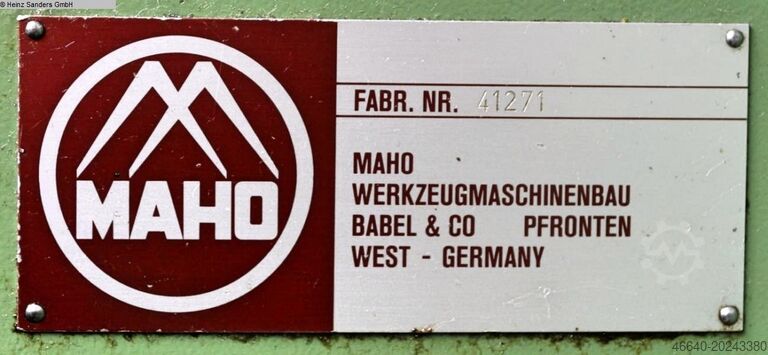 © Heinz Sanders GmbH
MAHO
FABR. NR. 41271
MAHO
WERKZEUGMASCHINENBAU
BABEL & CO PFRONTEN
WEST - GERMANY
46640-20243380